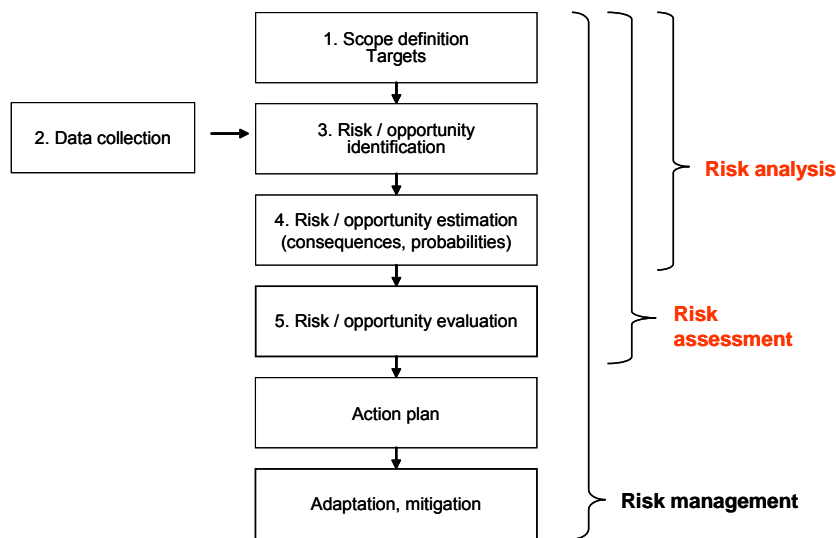 1. Scope definition
Targets
2. Data collection
3. Risk / opportunity
identification
Risk analysis
4. Risk / opportunity estimation
(consequences, probabilities)
5. Risk / opportunity evaluation
Risk
assessment
Action plan
Adaptation, mitigation
Risk management